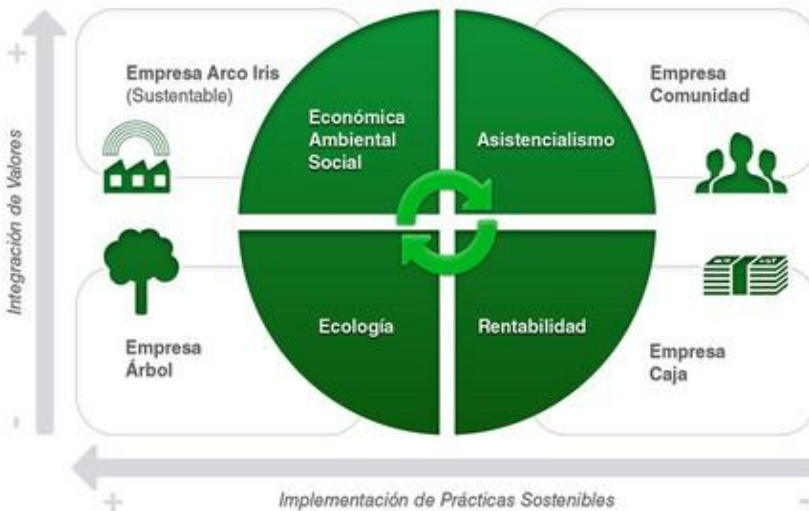 +
Empresa Arco Iris
(Sustentable)
Económica
Ambiental
Social
Asistencialismo
Empresa
Comunidad
Integración de Valores
Ecología
Rentabilidad
Empresa
Árbol
Empresa
Caja
-
+
Implementación de Prácticas Sostenibles
-